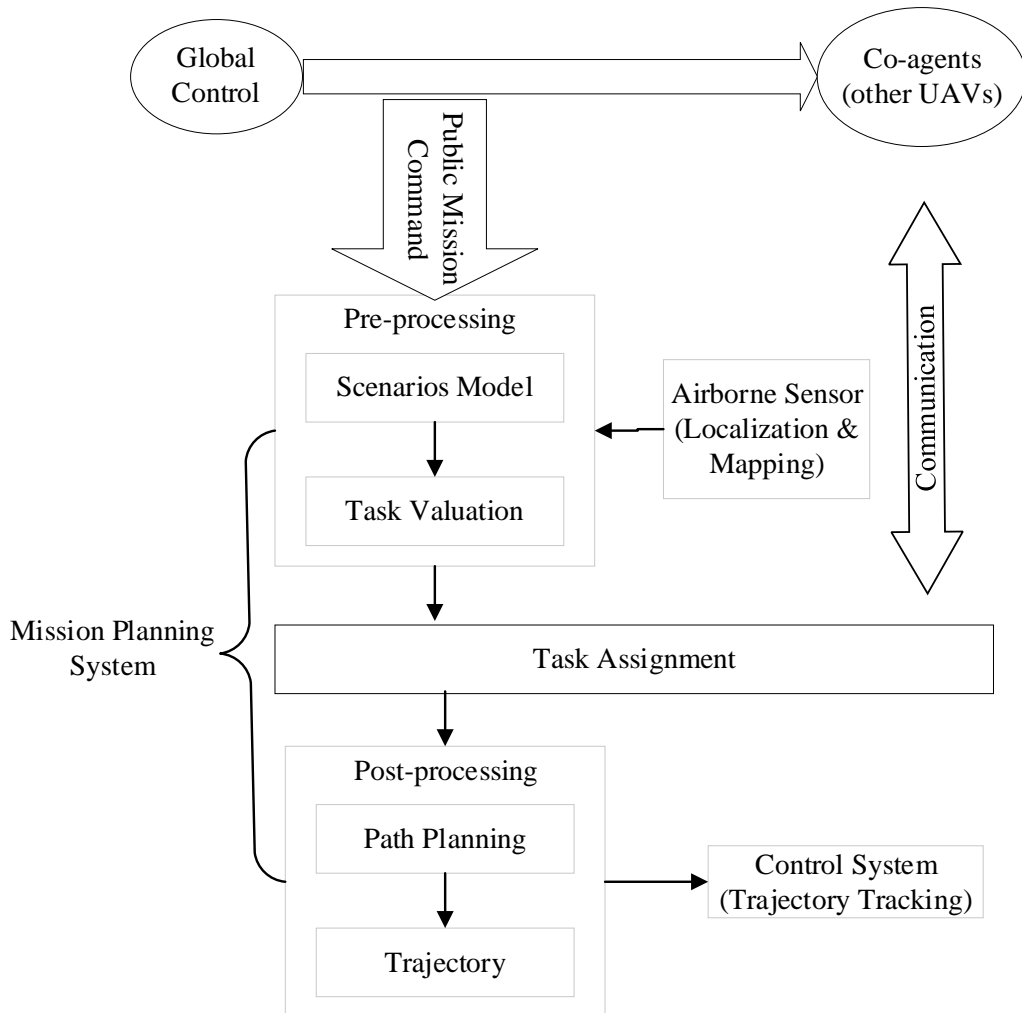 Global
Control
Co-agents
(other UAVs)
Public Mission
Command
Pre-processing
Scenarios Model
Task Valuation
Airborne Sensor
(Localization &
Mapping)
Communication
Mission Planning
System
Task Assignment
Post-processing
Path Planning
Trajectory
Control System
(Trajectory Tracking)